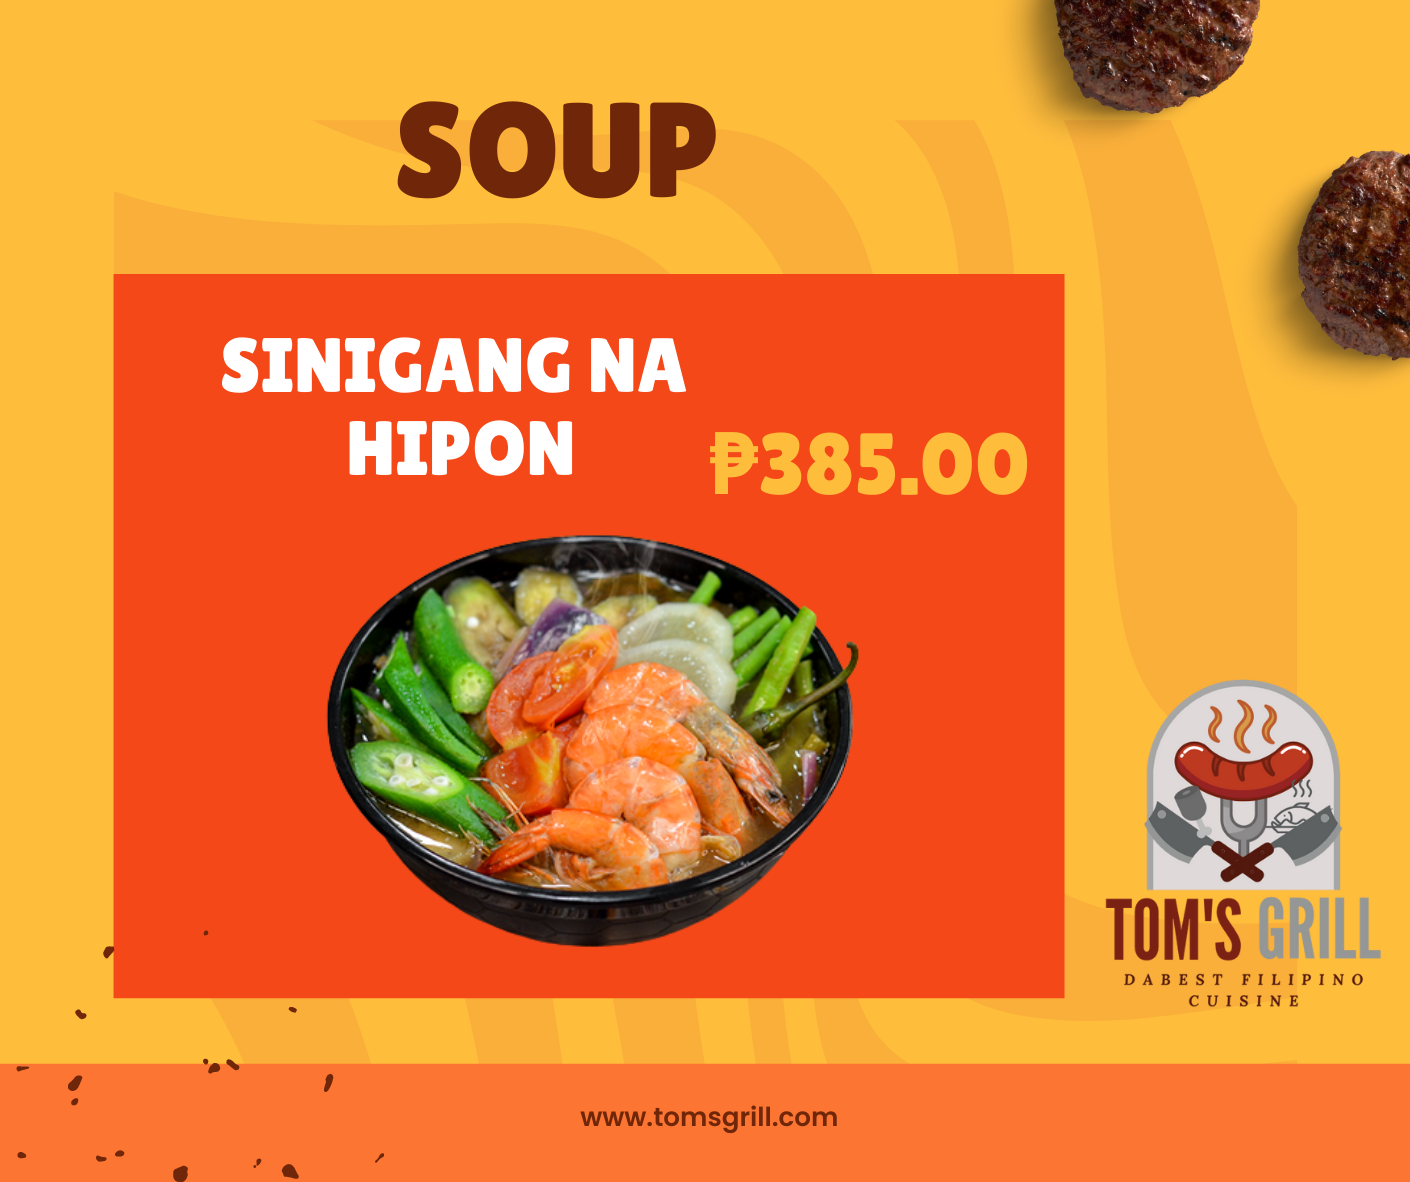 SOUP
SINIGANG NA
HIPON
₱385.00
TOM'S GRILL
DABEST FILIPINO
CUISINE
www.tomsgrill.com